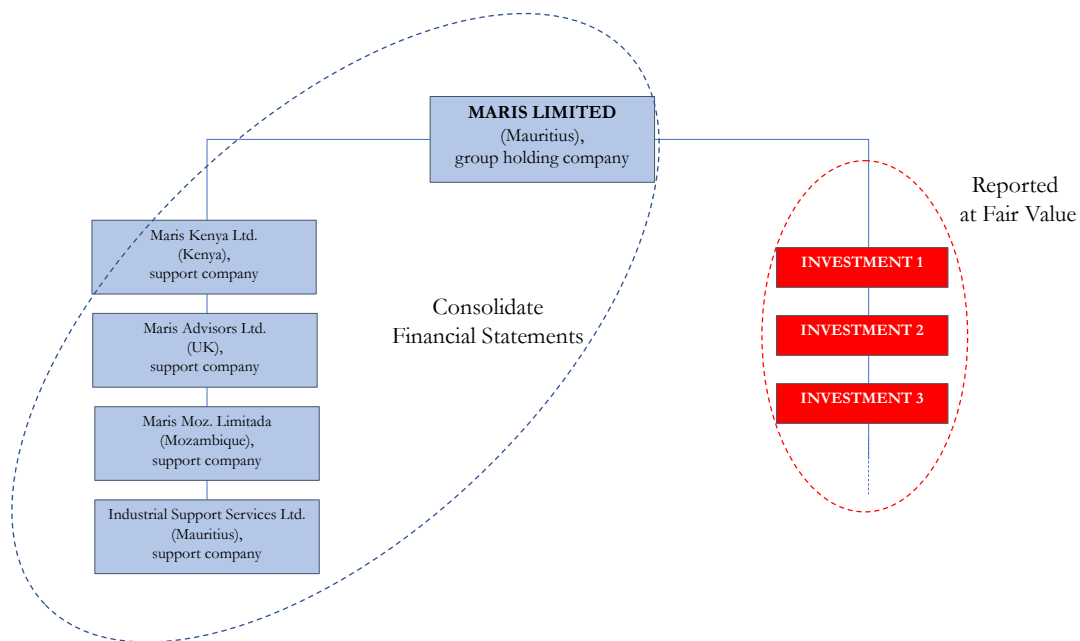 MARIS LIMITED
(Mauritius),
group holding company
Reported
at Fair Value
Maris Kenya Ltd.
(Kenya),
support company
INVESTMENT 1
Consolidate
Financial Statements
Maris Advisors Ltd.
(UK),
support company
INVESTMENT 2
Maris Moz. Limitada
(Mozambique),
support company
INVESTMENT 3
Industrial Support Services Ltd.
(Mauritius),
support company